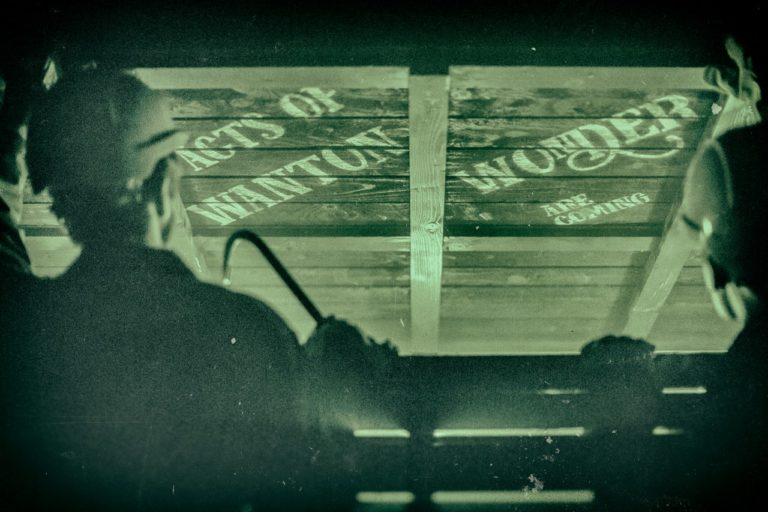 ACTS OF
WANTON
WONDER
ARE
COMING